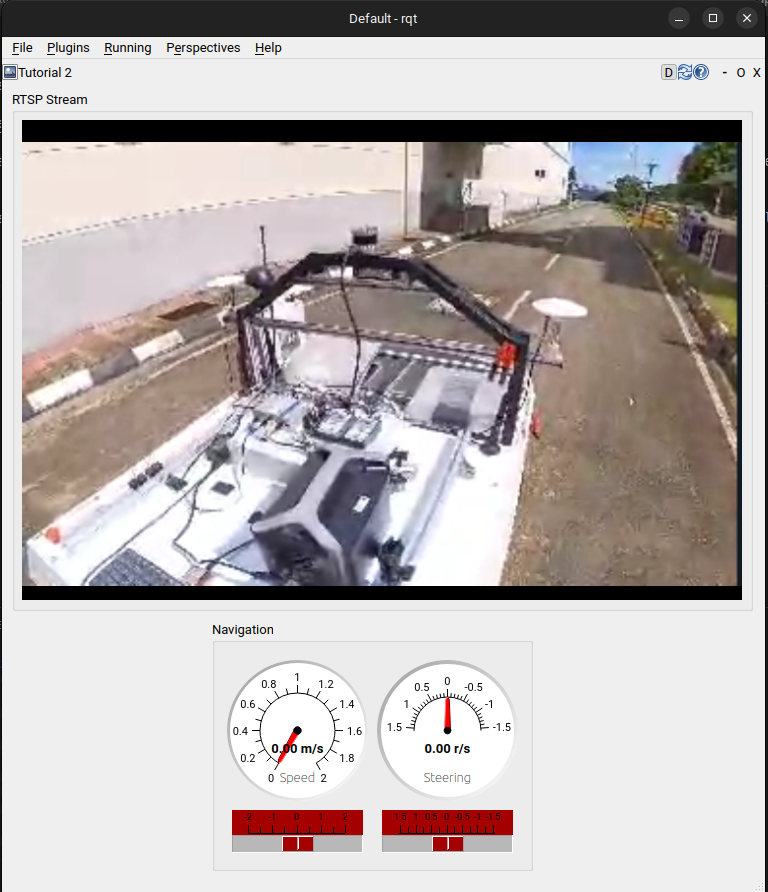 Default - rqt
File Plugins Running Perspectives Help
Tutorial 2 D ? - O X
RTSP Stream
Navigation
0 0.2 0.4 0.6 0.8 1 1.2 1.4 1.6 1.8 2
0.00 m/s
Speed
1.5 1 0.5 0 -0.5 -1 -1.5
0.00 r/s
Steering
-2 -1 0 1 2
1.5 1 0.5 0 -0.5 -1 -1.5